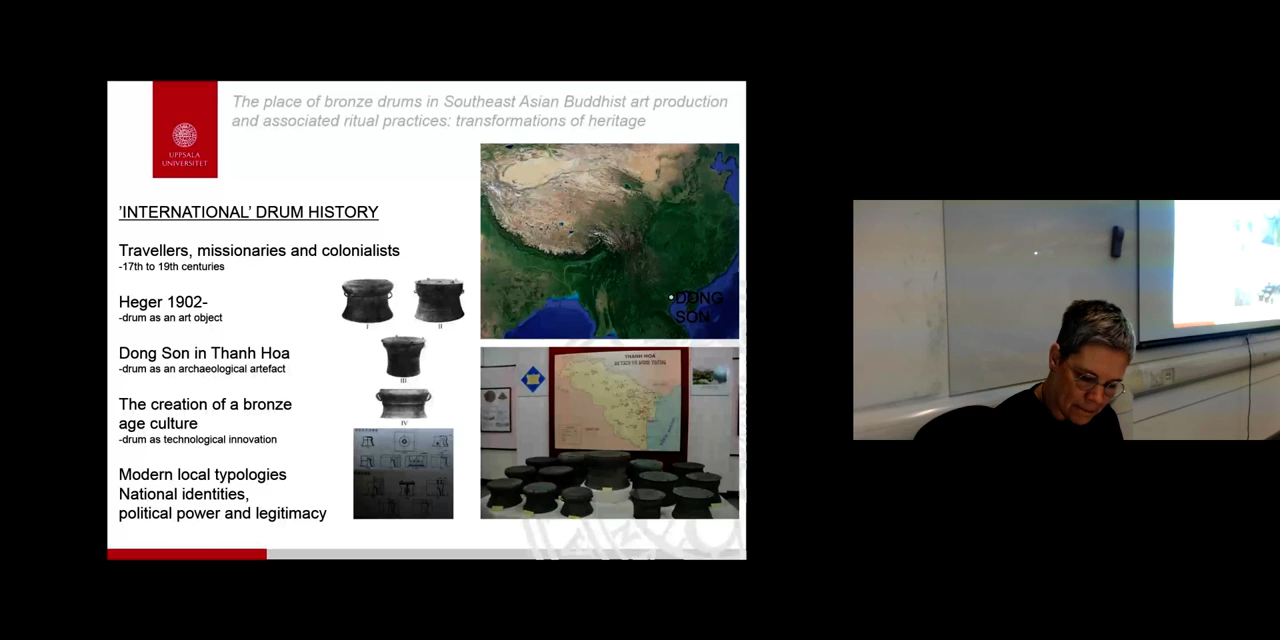 The place of bronze drums in Southeast Asian Buddhist art production
and associated ritual practices: transformations of heritage
UPPSALA
UNIVERSITET
'INTERNATIONAL' DRUM HISTORY
Travellers, missionaries and colonialists
-17th to 19th centuries
Heger 1902-
-drum as an art object
Dong Son in Thanh Hoa
-drum as an archaeological artefact
The creation of a bronze
age culture
-drum as technological innovation
Modern local typologies
National identities,
political power and legitimacy
I
II
III
IV
DONG
SON
THANH HOÁ